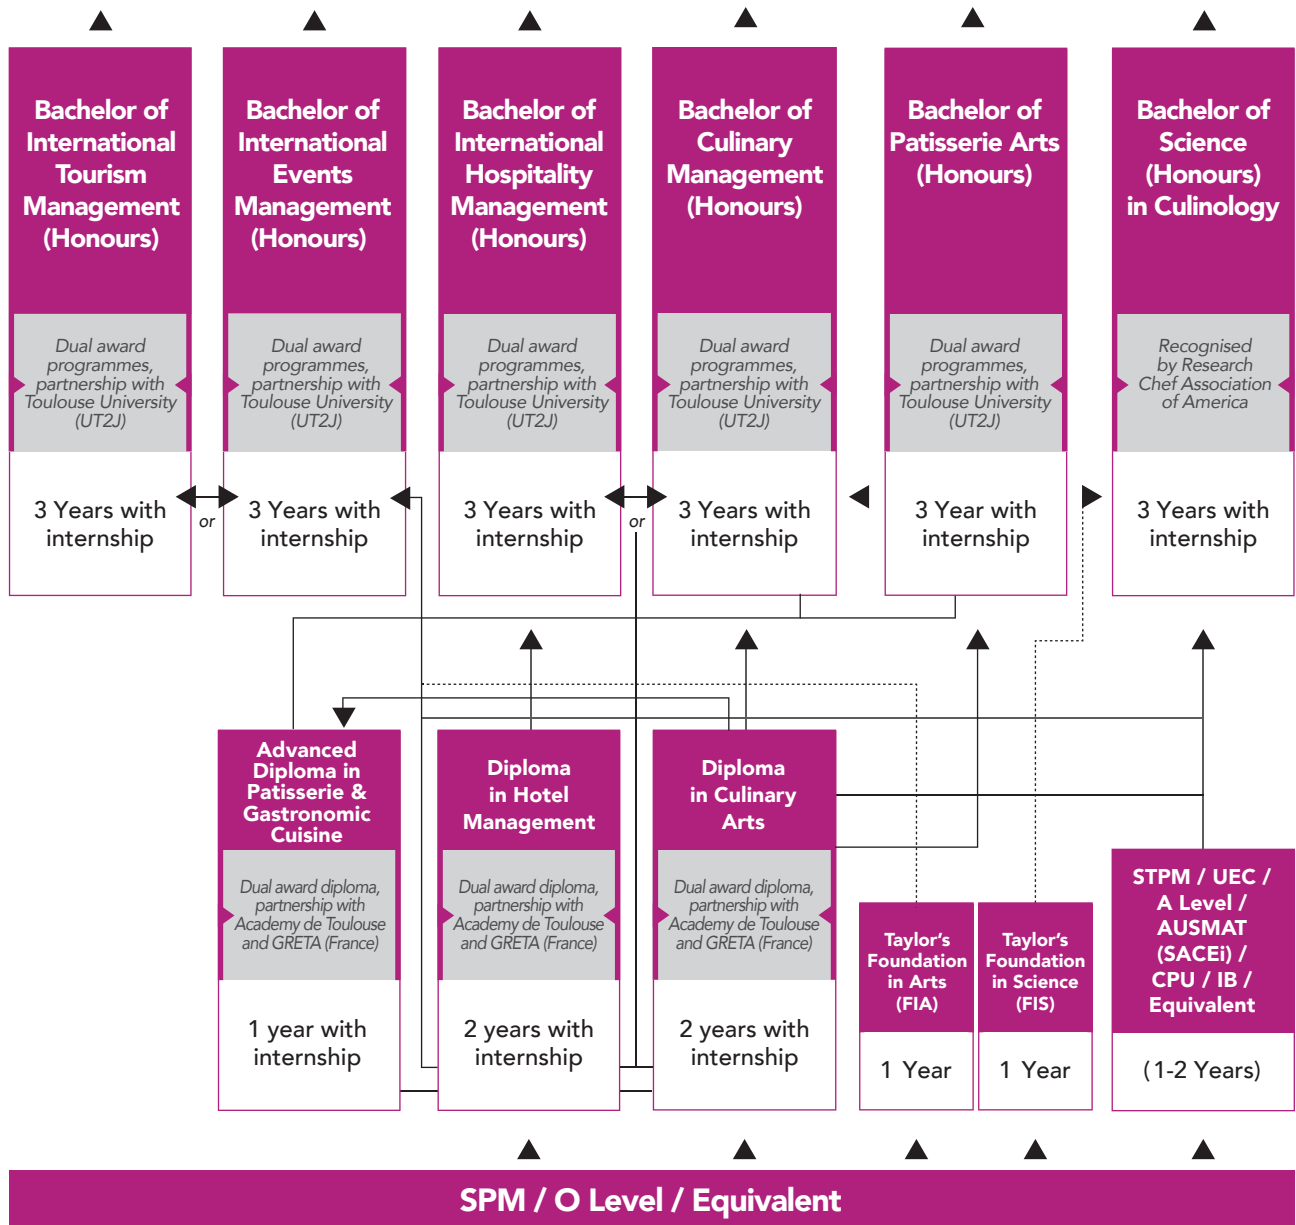 Bachelor of
International
Tourism
Management
(Honours)
Dual award
programmes,
partnership with
Toulouse University
(UT2J)
3 Years with
internship
or
Bachelor of
International
Events
Management
(Honours)
Dual award
programmes,
partnership with
Toulouse University
(UT2J)
3 Years with
internship
Bachelor of
International
Hospitality
Management
(Honours)
Dual award
programmes,
partnership with
Toulouse University
(UT2J)
3 Years with
internship
or
Bachelor of
Culinary
Management
(Honours)
Dual award
programmes,
partnership with
Toulouse University
(UT2J)
3 Years with
internship
Bachelor of
Patisserie Arts
(Honours)
Dual award
programmes,
partnership with
Toulouse University
(UT2J)
3 Year with
internship
Bachelor of
Science
(Honours)
in Culinology
Recognised
by Research
Chef Association
of America
3 Years with
internship
Advanced
Diploma in
Patisserie &
Gastronomic
Cuisine
Dual award diploma,
partnership with
Academy de Toulouse
and GRETA (France)
1 year with
internship
Diploma
in Hotel
Management
Dual award diploma,
partnership with
Academy de Toulouse
and GRETA (France)
2 years with
internship
Diploma
in Culinary
Arts
Dual award diploma,
partnership with
Academy de Toulouse
and GRETA (France)
2 years with
internship
Taylor's
Foundation
in Arts
(FIA)
1 Year
Taylor's
Foundation
in Science
(FIS)
1 Year
STPM / UEC /
A Level /
AUSMAT
(SACEi) /
CPU / IB /
Equivalent
(1-2 Years)
SPM / O Level / Equivalent